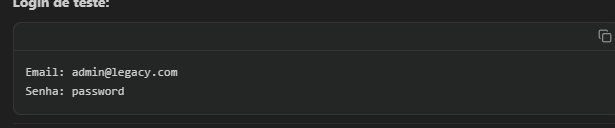 Login de teste:
Email: admin@legacy.com
Senha: password